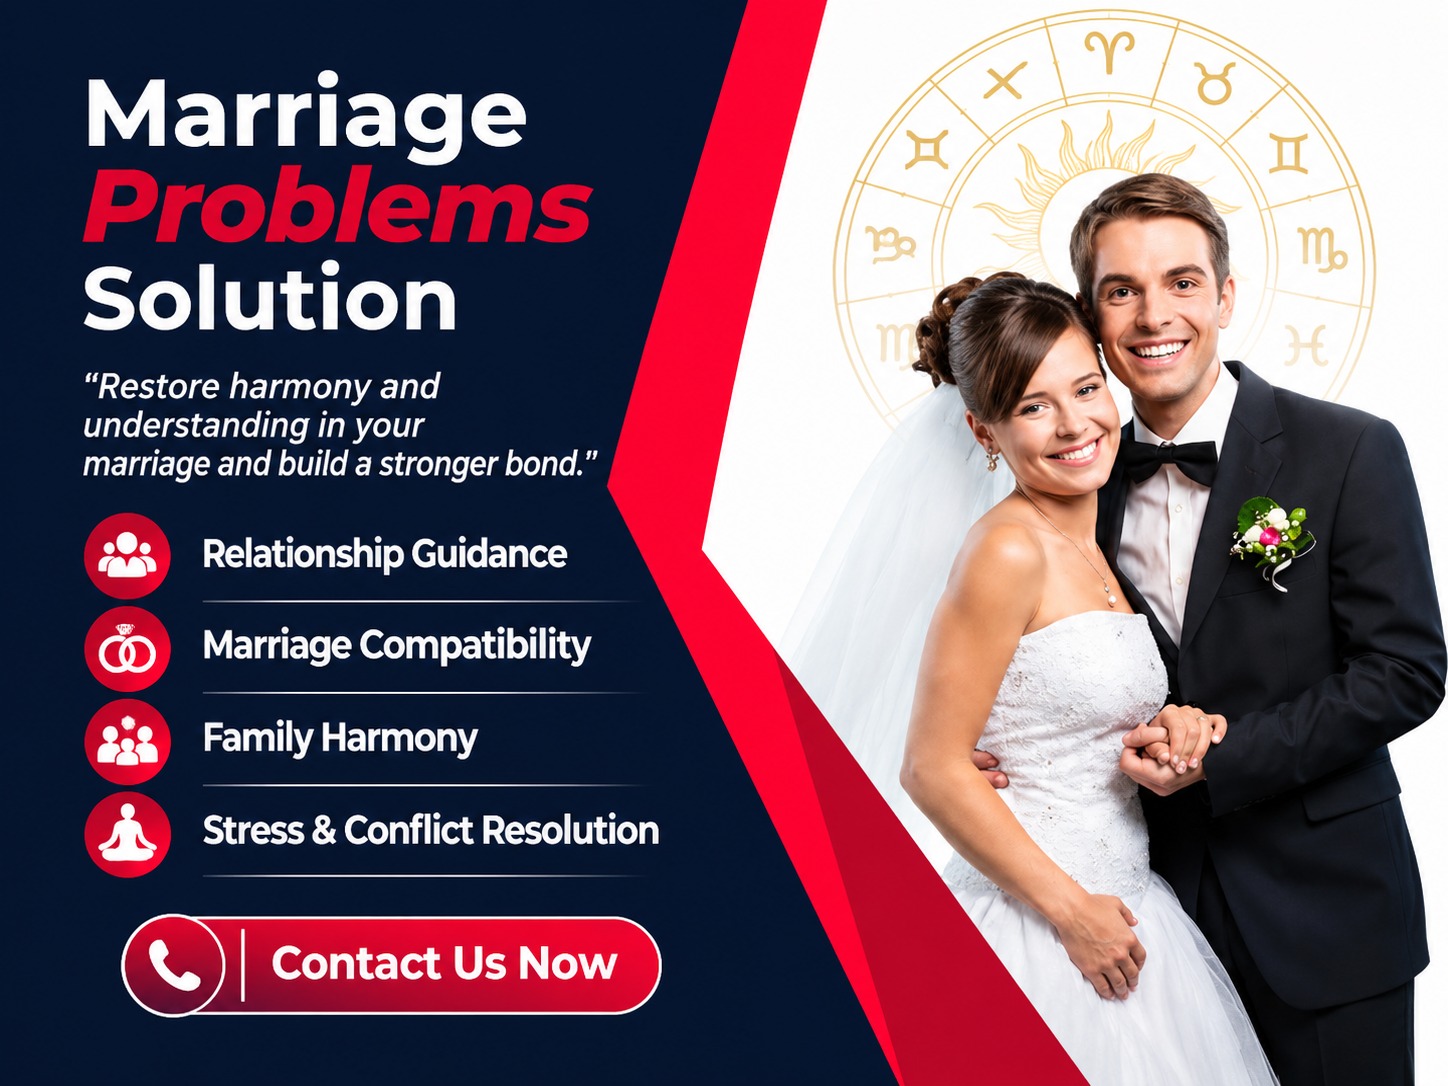 Marriage
Problems
Solution
“Restore harmony and
understanding in your
marriage and build a stronger bond.”
Relationship Guidance
Marriage Compatibility
Family Harmony
Stress & Conflict Resolution
Contact Us Now